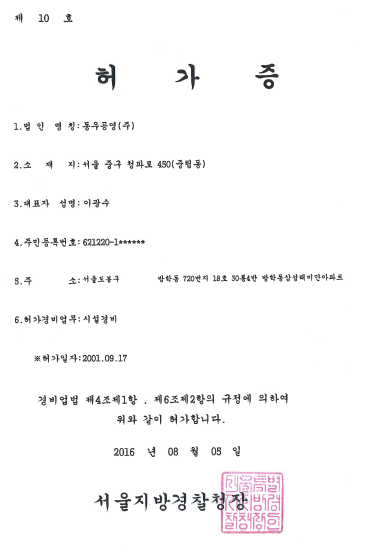 제 10 호
허 가 증
1.법 인 명 칭:동우공영(주)
2.소 재 지:서울 중구 청파로 450(중림동)
3.대표자 성명:이광수
4.주민등록번호:621220-1******
5.주 소:서울도봉구 방학동 720번지 18호 30통4반 방학동삼성래미안아파트
6.허가경비업무:시설경비
※허가일자:2001.09.17
경비업법 제4조제1항 . 제6조제2항의 규정에 의하여
위와 같이 허가합니다.
2016 년 08 월 05 일
서울지방경찰청장